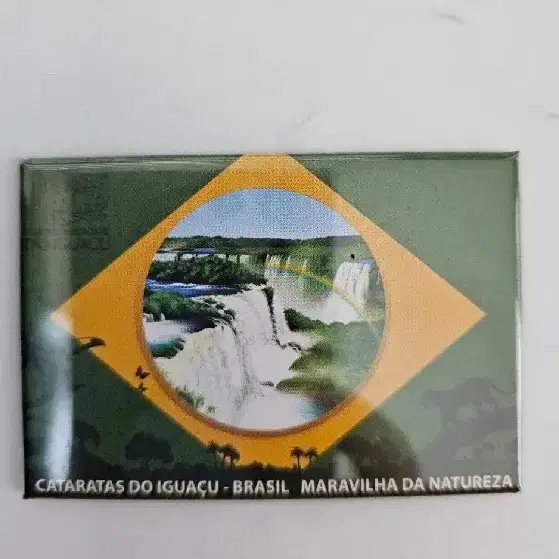 CATARATAS DO IGUAÇU - BRASIL MARAVILHA DA NATUREZA